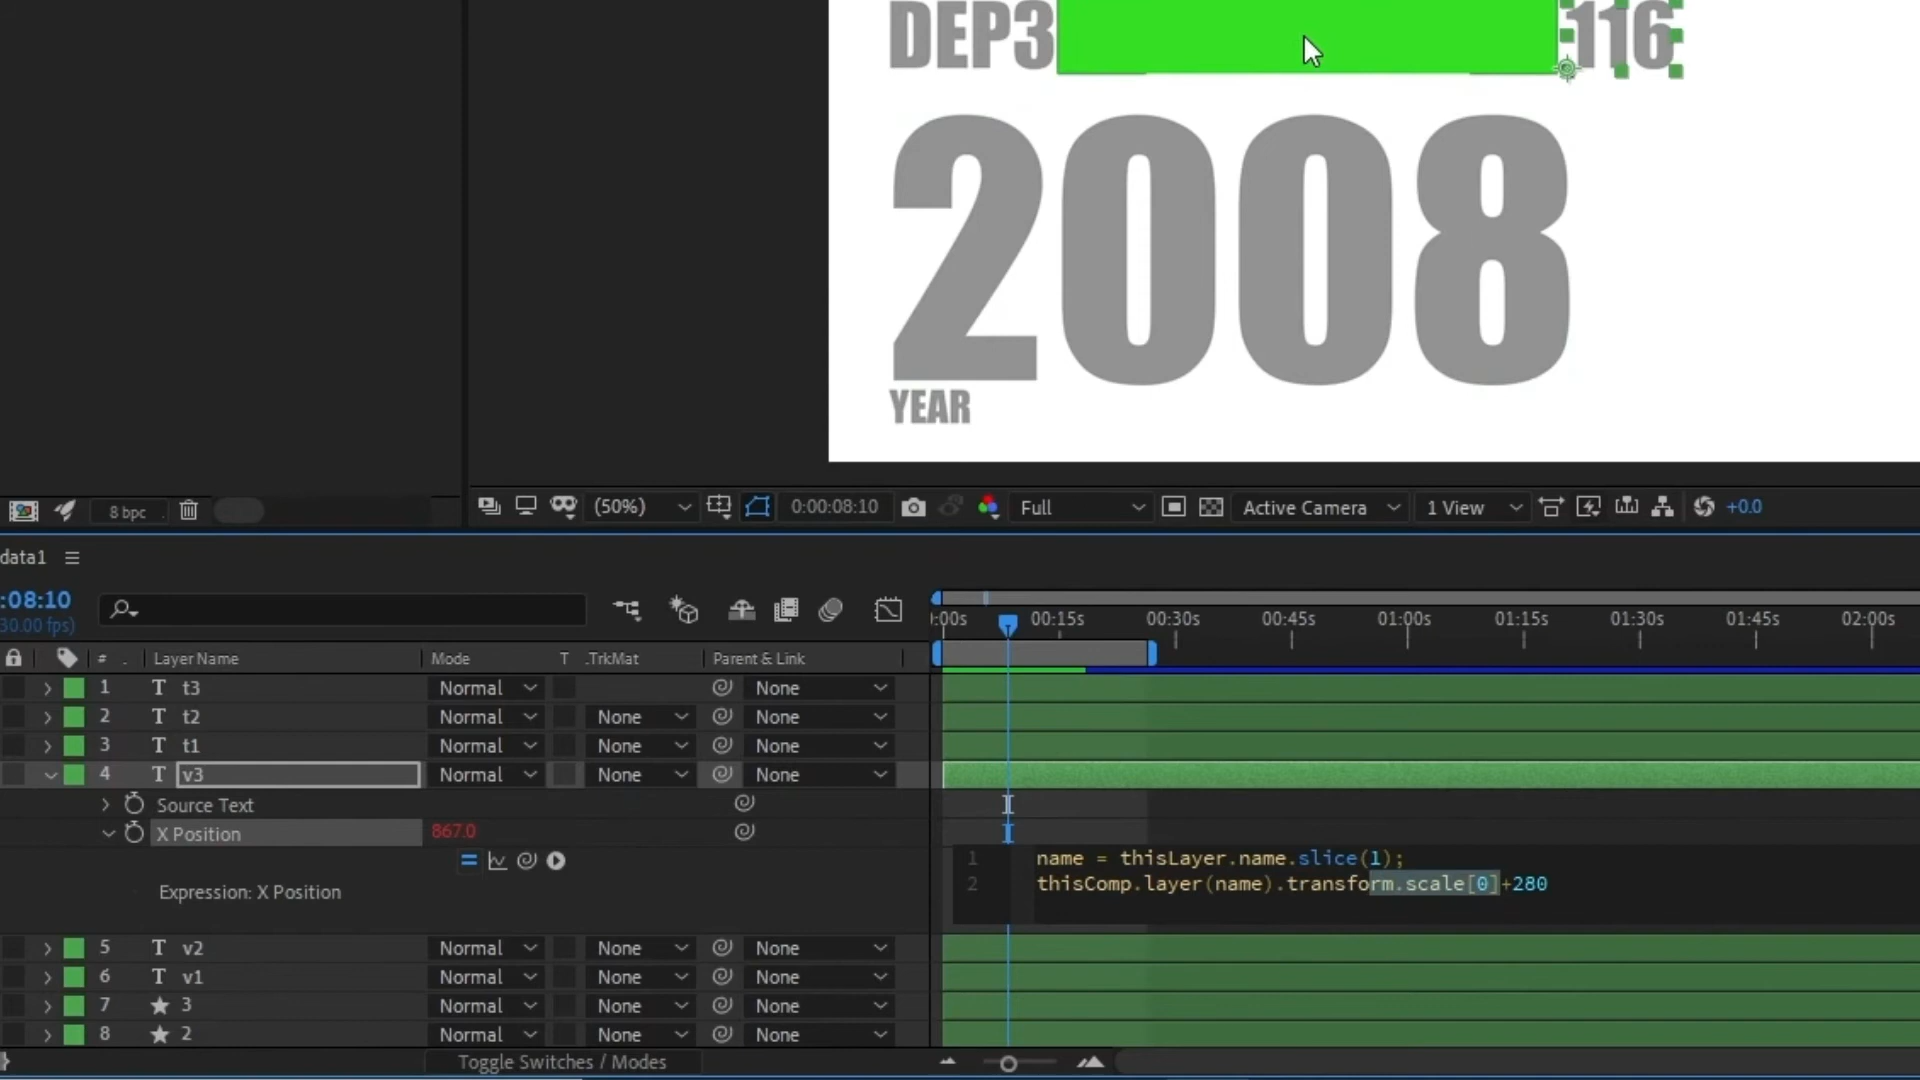 DEP3 116
2008
YEAR
8 bpc
(50%) 0:00:08:10 Full Active Camera 1 View +0.0
data1
:08:10
30.00 fps)
:00s 00:15s 00:30s 00:45s 01:00s 01:15s 01:30s 01:45s 02:00s
# . Layer Name Mode T .TrkMat Parent & Link
1 T t3 Normal None
2 T t2 Normal None None
3 T t1 Normal None None
4 T v3 Normal None None
Source Text
X Position 867.0
1 name = thisLayer.name.slice(1);
2 thisComp.layer(name).transform.scale[0]+280
Expression: X Position
5 T v2 Normal None None
6 T v1 Normal None None
7 3 Normal None None
8 2 Normal None None
Toggle Switches / Modes